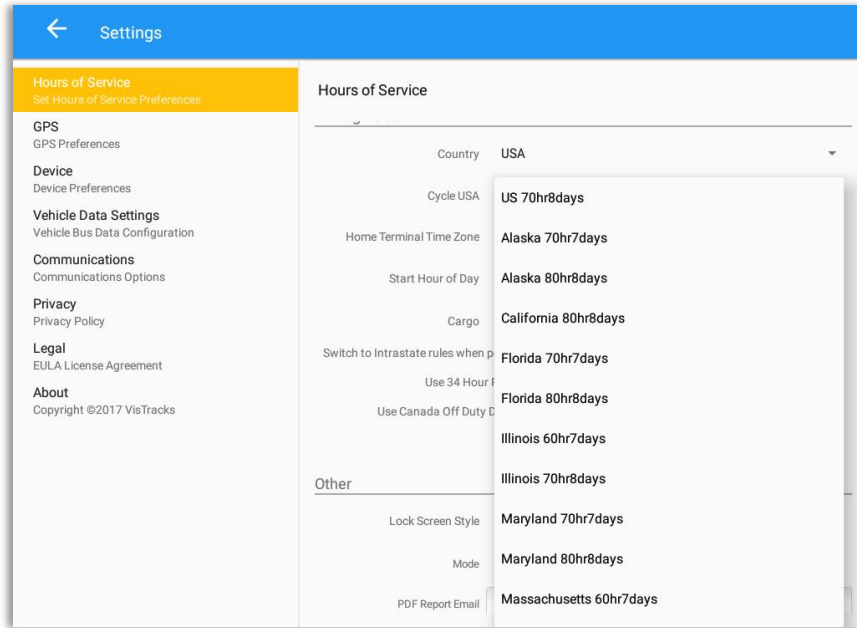 Settings
Hours of Service
Set Hours of Service Preferences
GPS
GPS Preferences
Device
Device Preferences
Vehicle Data Settings
Vehicle Bus Data Configuration
Communications
Communications Options
Privacy
Privacy Policy
Legal
EULA License Agreement
About
Copyright ©2017 VisTracks
Hours of Service
Country USA
Cycle USA
Home Terminal Time Zone
Start Hour of Day
Cargo
Switch to Intrastate rules when
Use 34 Hour
Use Canada Off Duty
Other
Lock Screen Style
Mode
PDF Report Email
US 70hr8days
Alaska 70hr7days
Alaska 80hr8days
California 80hr8days
Florida 70hr7days
Florida 80hr8days
Illinois 60hr7days
Illinois 70hr8days
Maryland 70hr7days
Maryland 80hr8days
Massachusetts 60hr7days